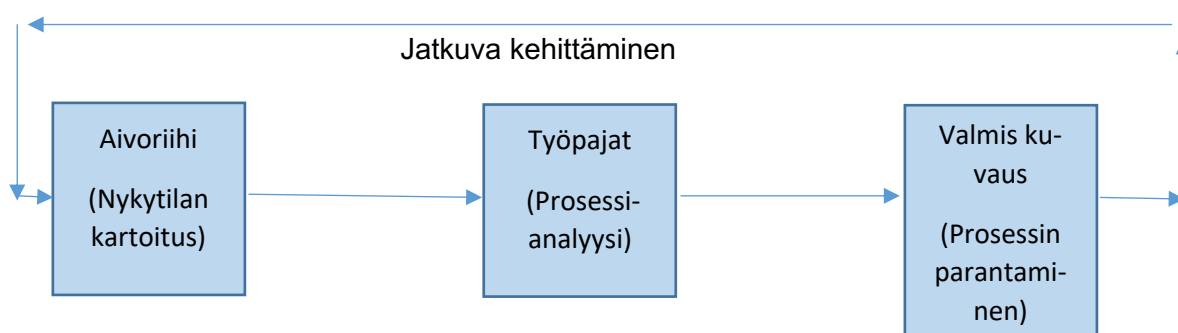 Jatkuva kehittäminen
Aivoriihi
(Nykytilan
kartoitus)
Työpajat
(Prosessi-
analyysi)
Valmis ku-
vaus
(Prosessin
parantami-
nen)